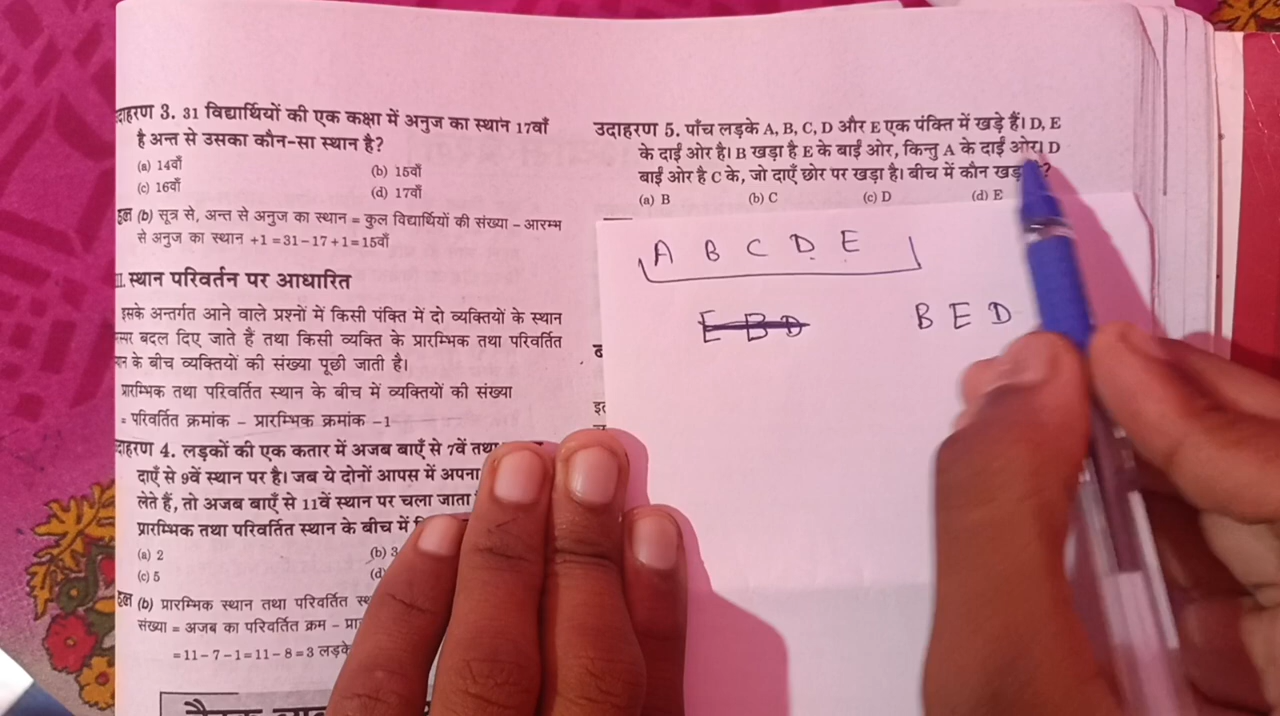 उदाहरण 3. 31 विद्यार्थियों की एक कक्षा में अनुज का स्थान 17वाँ
है अन्त से उसका कौन-सा स्थान है?
(a) 14वाँ (b) 15वाँ
(c) 16वाँ (d) 17वाँ
हल (b) सूत्र से, अन्त से अनुज का स्थान = कुल विद्यार्थियों की संख्या - आरम्भ
से अनुज का स्थान +1 = 31 - 17 + 1 = 15वाँ
II. स्थान परिवर्तन पर आधारित
इसके अन्तर्गत आने वाले प्रश्नों में किसी पंक्ति में दो व्यक्तियों के स्थान
बदल दिए जाते हैं तथा किसी व्यक्ति के प्रारम्भिक तथा परिवर्तित
के बीच व्यक्तियों की संख्या पूछी जाती है।
प्रारम्भिक तथा परिवर्तित स्थान के बीच में व्यक्तियों की संख्या
= परिवर्तित क्रमांक - प्रारम्भिक क्रमांक -1
उदाहरण 4. लड़कों की एक कतार में अजब बाएँ से 7वें तथा
दाएँ से 9वें स्थान पर है। जब ये दोनों आपस में अपना
लेते हैं, तो अजब बाएँ से 11वें स्थान पर चला जाता
प्रारम्भिक तथा परिवर्तित स्थान के बीच में
(a) 2 (b) 3
(c) 5 (d)
हल (b) प्रारम्भिक स्थान तथा परिवर्तित
संख्या = अजब का परिवर्तित क्रम -
= 11 - 7 - 1 = 11 - 8 = 3 लड़के
उदाहरण 5. पाँच लड़के A, B, C, D और E एक पंक्ति में खड़े हैं। D, E
के दाईं ओर है। B खड़ा है E के बाईं ओर, किन्तु A के दाईं ओर। D
बाईं ओर है C के, जो दाएँ छोर पर खड़ा है। बीच में कौन
(a) B (b) C (c) D (d) E
A B C D E
E B D
B E D